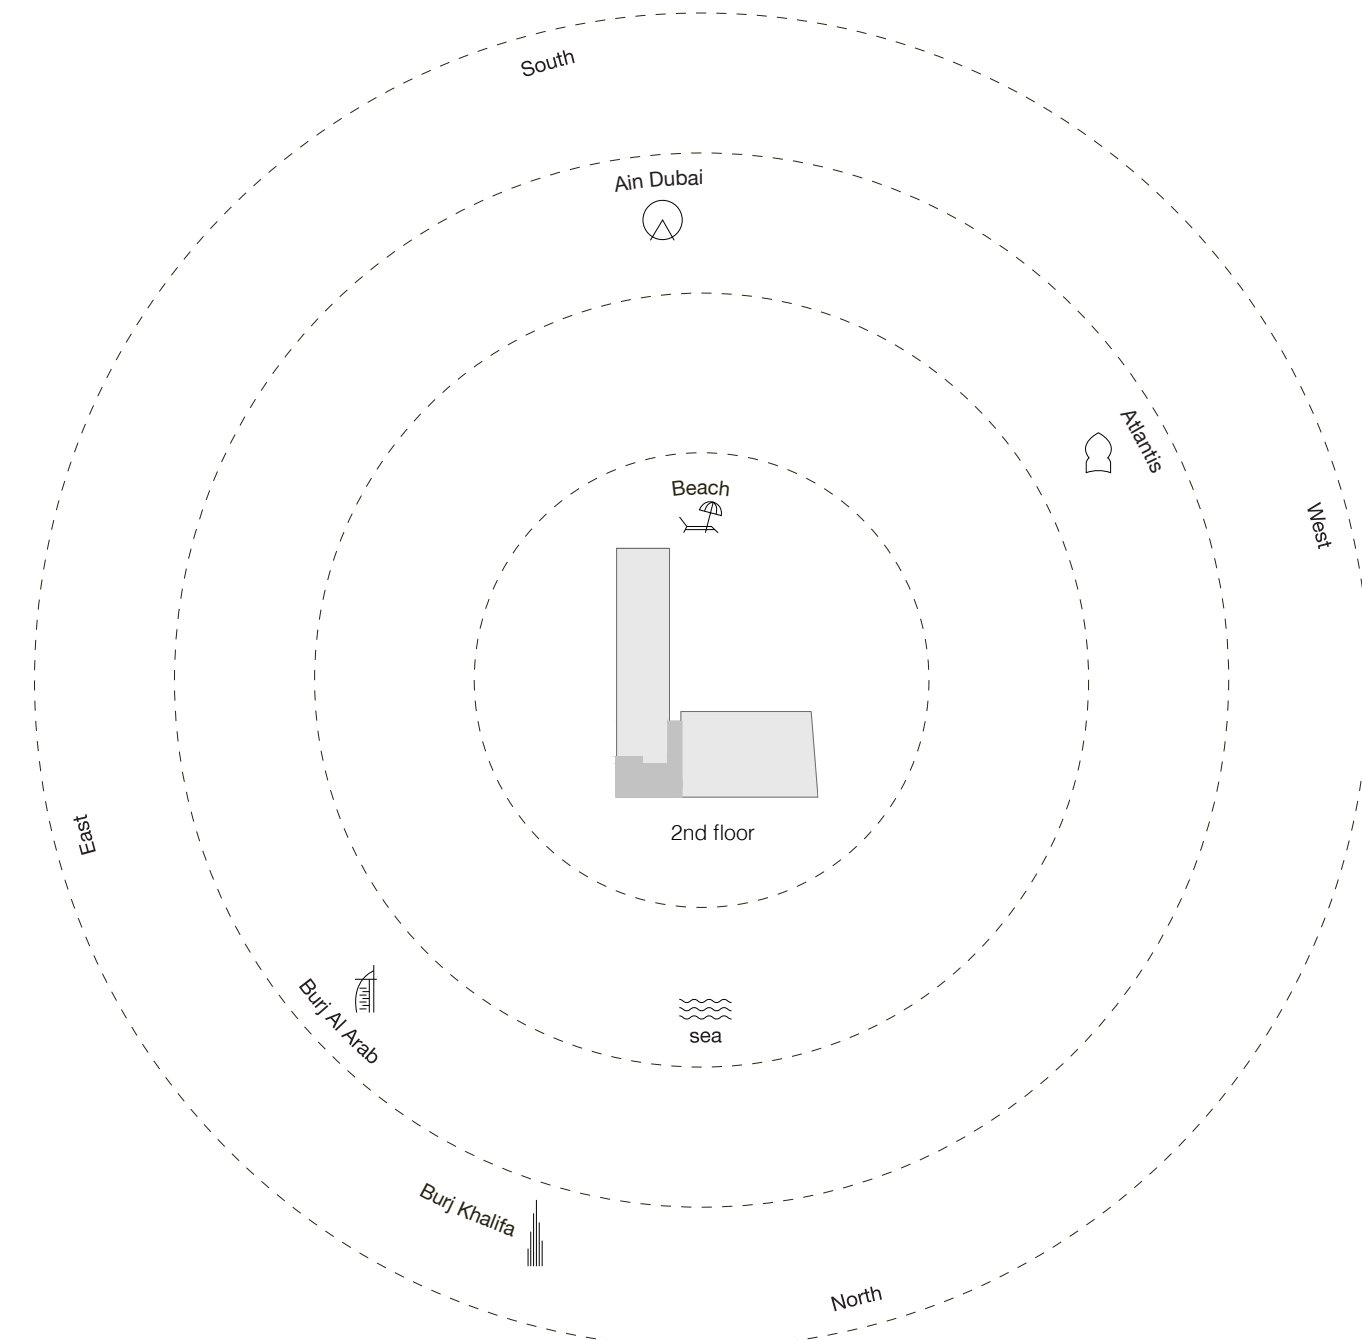 South
Ain Dubai
Atlantis
Beach
West
2nd floor
East
Burj Al Arab
sea
Burj Khalifa
North